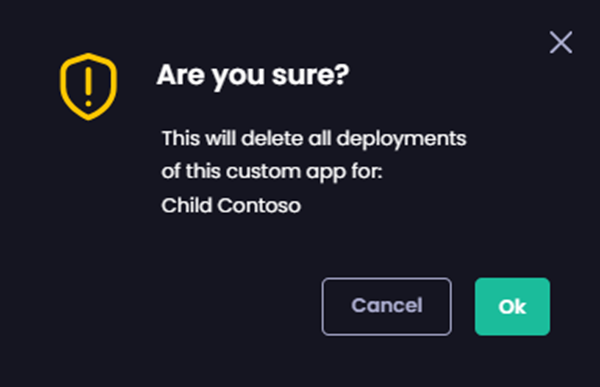 Are you sure?
This will delete all deployments
of this custom app for:
Child Contoso
Cancel
Ok